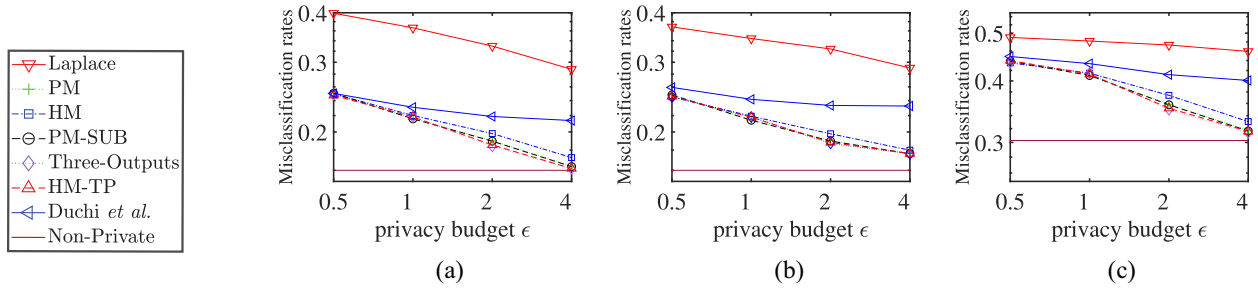 Laplace
PM
HM
PM-SUB
Three-Outputs
HM-TP
Duchi et al.
Non-Private
Misclassification rates
0.4
0.3
0.2
0.5 1 2 4
privacy budget ϵ
(a)
Misclassification rates
0.4
0.3
0.2
0.5 1 2 4
privacy budget ϵ
(b)
Misclassification rates
0.5
0.4
0.3
0.5 1 2 4
privacy budget ϵ
(c)